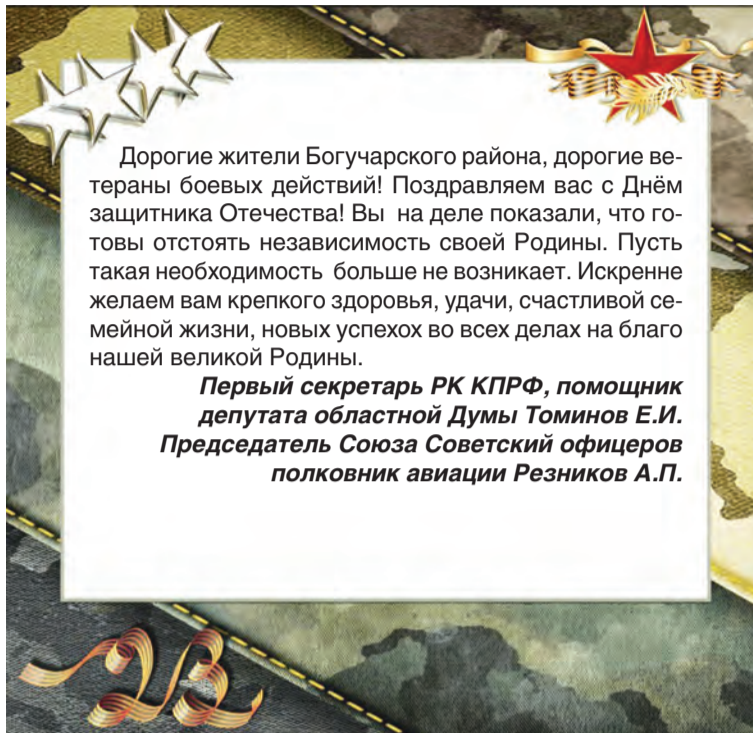 Дорогие жители Богучарского района, дорогие ве-
тераны боевых действий! Поздравляем вас с Днём
защитника Отечества! Вы  на деле показали, что го-
товы отстоять независимость своей Родины. Пусть
такая необходимость  больше не возникает. Искренне
желаем вам крепкого здоровья, удачи, счастливой се-
мейной жизни, новых успехох во всех делах на благо
нашей великой Родины.
Первый секретарь РК КПРФ, помощник
депутата областной Думы Томинов Е.И.
Председатель Союза Советский офицеров
полковник авиации Резников А.П.